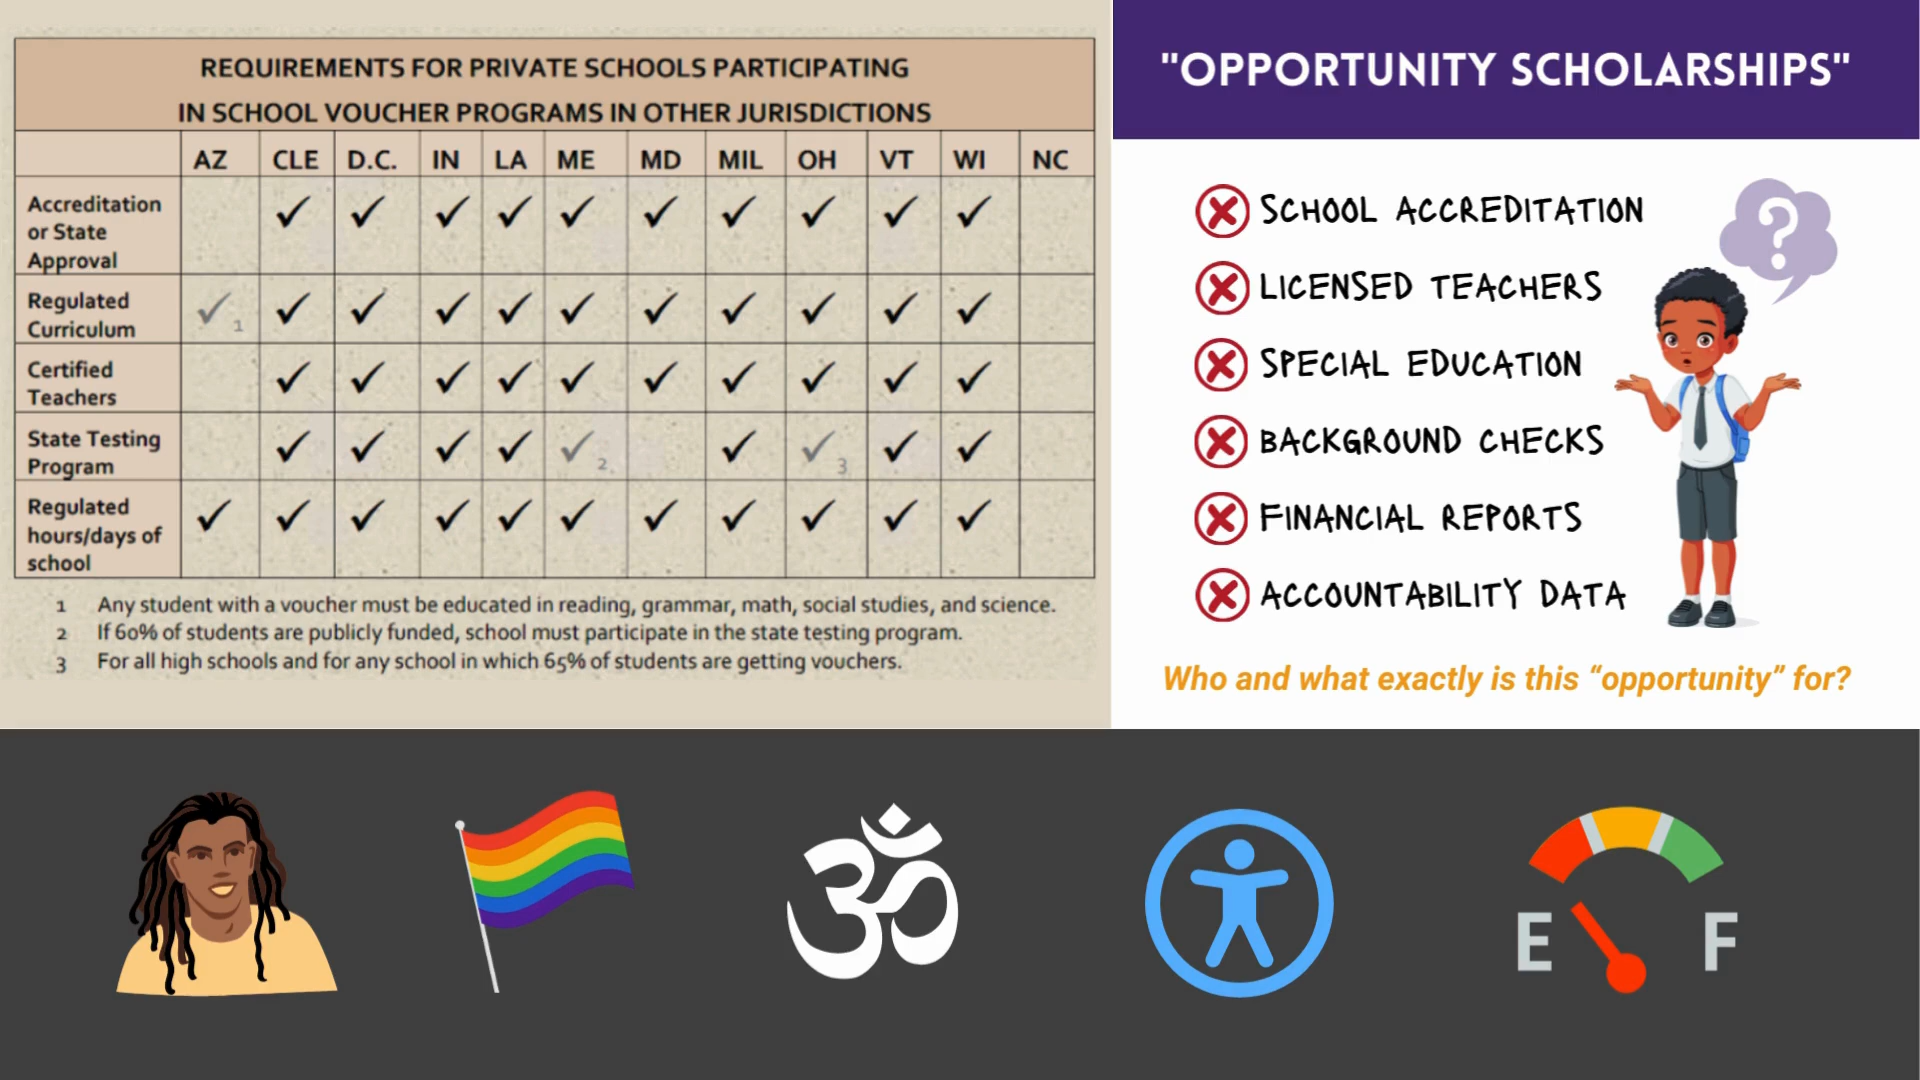 REQUIREMENTS FOR PRIVATE SCHOOLS PARTICIPATING
IN SCHOOL VOUCHER PROGRAMS IN OTHER JURISDICTIONS
AZ CLE D.C. IN LA ME MD MIL OH VT WI NC
Accreditation
or State
Approval
Regulated
Curriculum
1
Certified
Teachers
State Testing
Program
2 3
Regulated
hours/days of
school
1 Any student with a voucher must be educated in reading, grammar, math, social studies, and science.
2 If 60% of students are publicly funded, school must participate in the state testing program.
3 For all high schools and for any school in which 65% of students are getting vouchers.
"OPPORTUNITY SCHOLARSHIPS"
SCHOOL ACCREDITATION
LICENSED TEACHERS
SPECIAL EDUCATION
BACKGROUND CHECKS
FINANCIAL REPORTS
ACCOUNTABILITY DATA
?
Who and what exactly is this “opportunity” for?
ॐ
E F